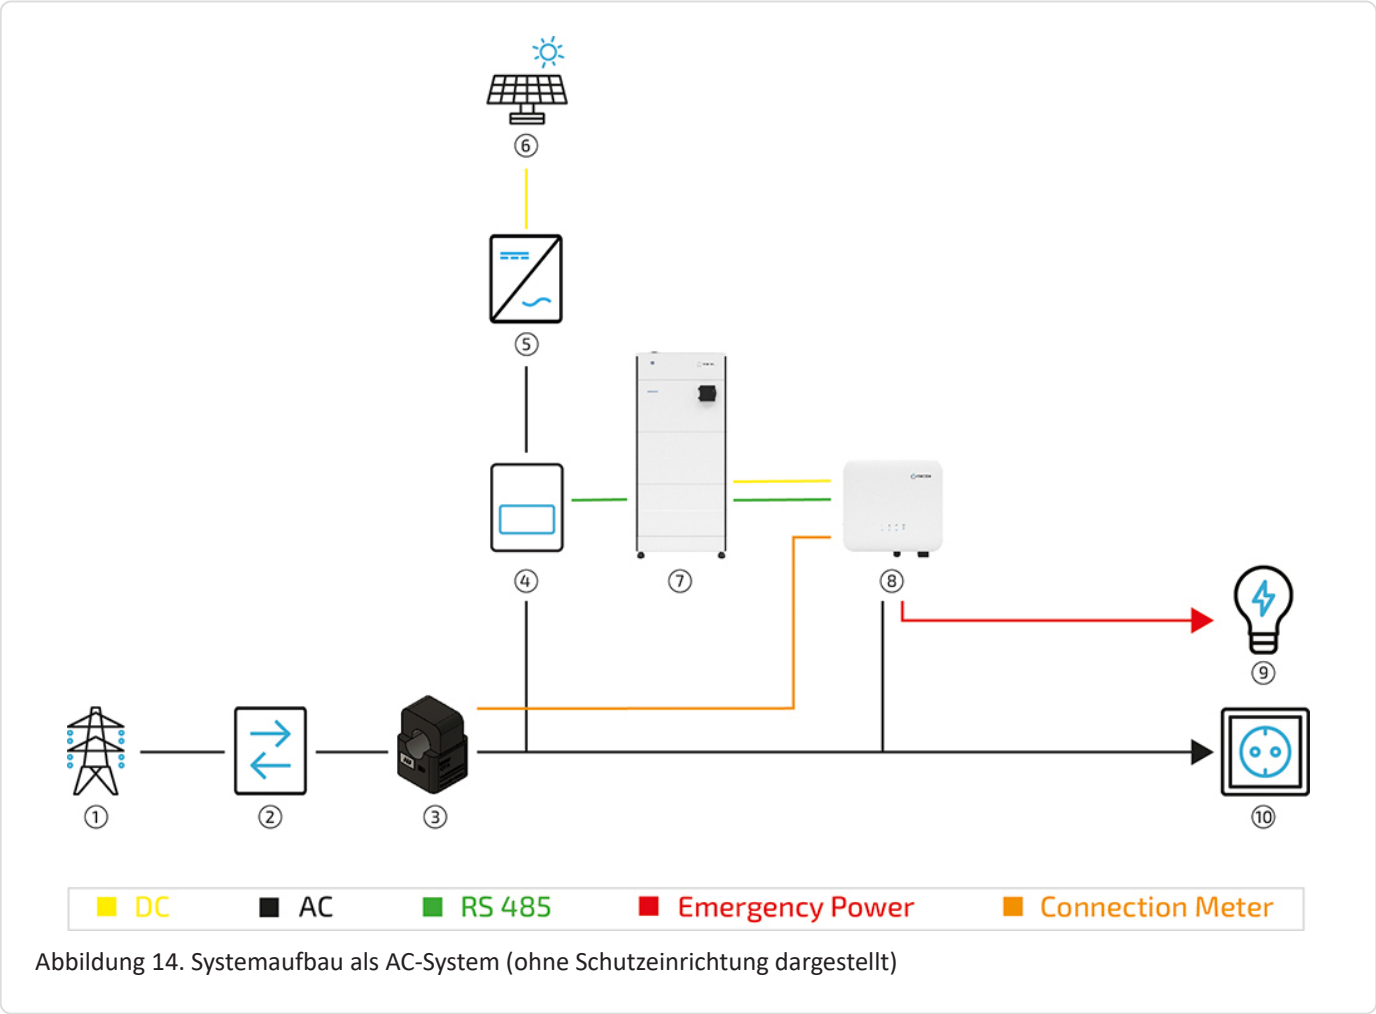 ⑥
⑤
④
⑦
⑧
⑨
①
②
③
⑩
DC
AC
RS 485
Emergency Power
Connection Meter
Abbildung 14. Systemaufbau als AC-System (ohne Schutzeinrichtung dargestellt)